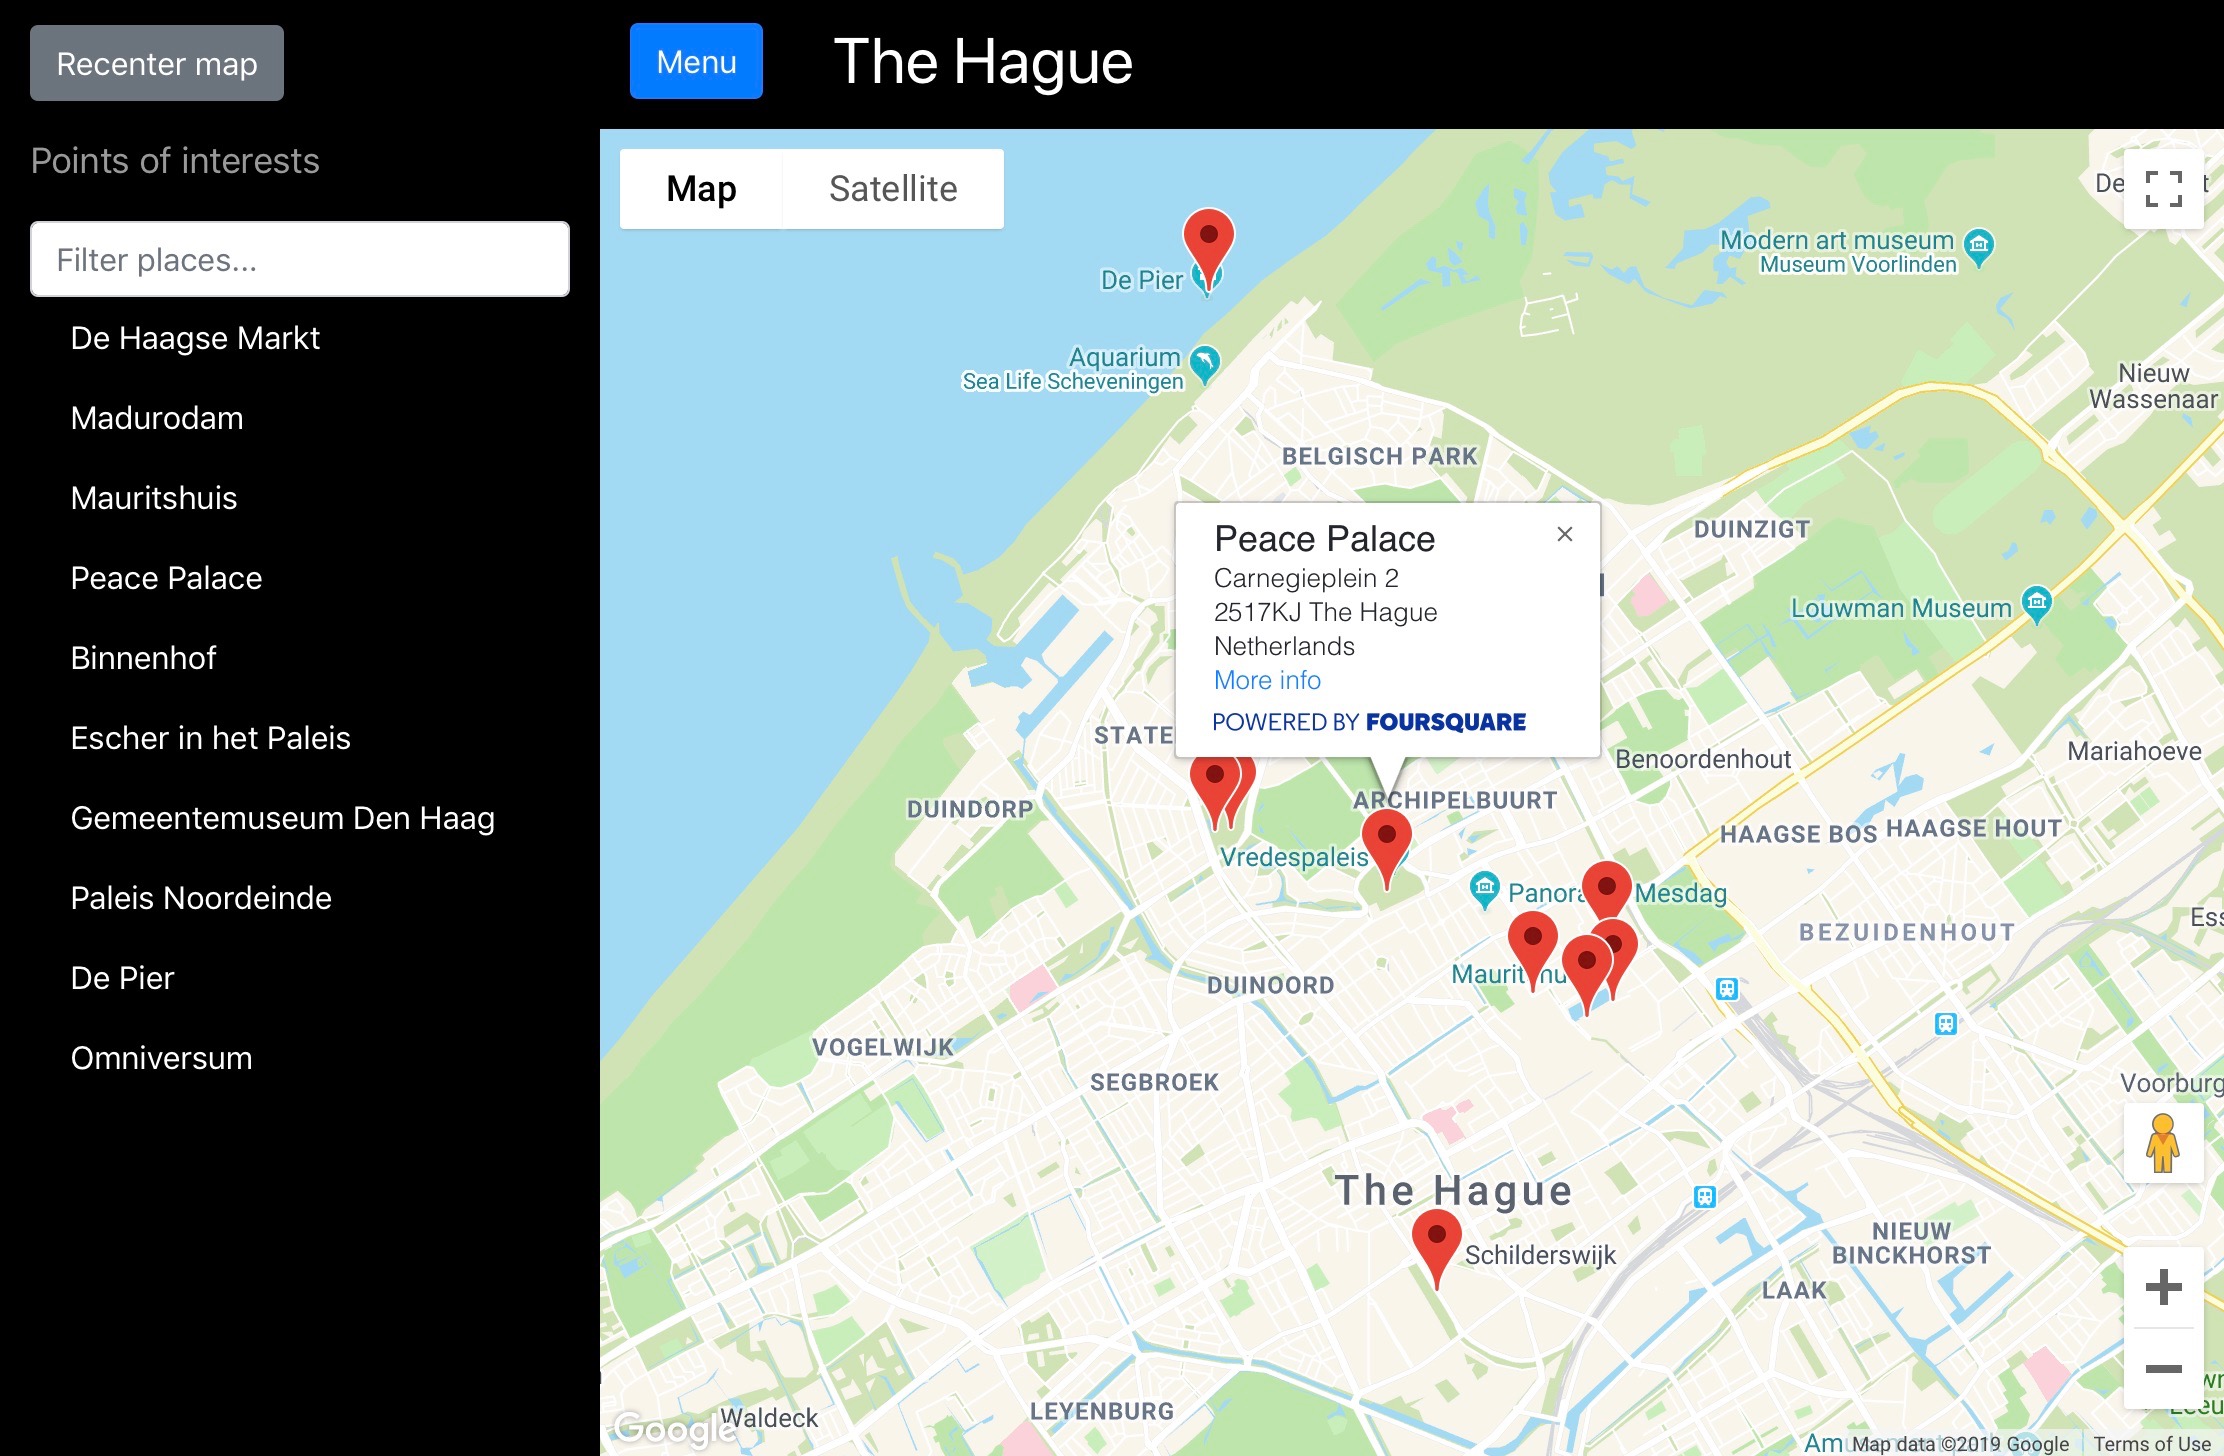 Recenter map
Menu
The Hague
Points of interests
Filter places...
De Haagse Markt
Madurodam
Mauritshuis
Peace Palace
Binnenhof
Escher in het Paleis
Gemeentemuseum Den Haag
Paleis Noordeinde
De Pier
Omniversum
Map
Satellite
De Pier
Aquarium
Sea Life Scheveningen
Modern art museum
Museum Voorlinden
Nieuw
Wassenaar
BELGISCH PARK
DUINZIGT
Peace Palace
Carnegieplein 2
2517KJ The Hague
Netherlands
More info
POWERED BY FOURSQUARE
Louwman Museum
STATE
Benoordenhout
Mariahoeve
DUINDORP
ARCHIPELBUURT
HAAGSE BOS
HAAGSE HOUT
Vredespaleis
Panora Mesdag
BEZUIDENHOUT
Ess
Maurit mu
DUINOORD
VOGELWIJK
SEGBROEK
Voorburg
The Hague
Schilderswijk
NIEUW
BINCKHORST
LAAK
LEYENBURG
Waldeck
Google
Map data ©2019 Google
Terms of Use